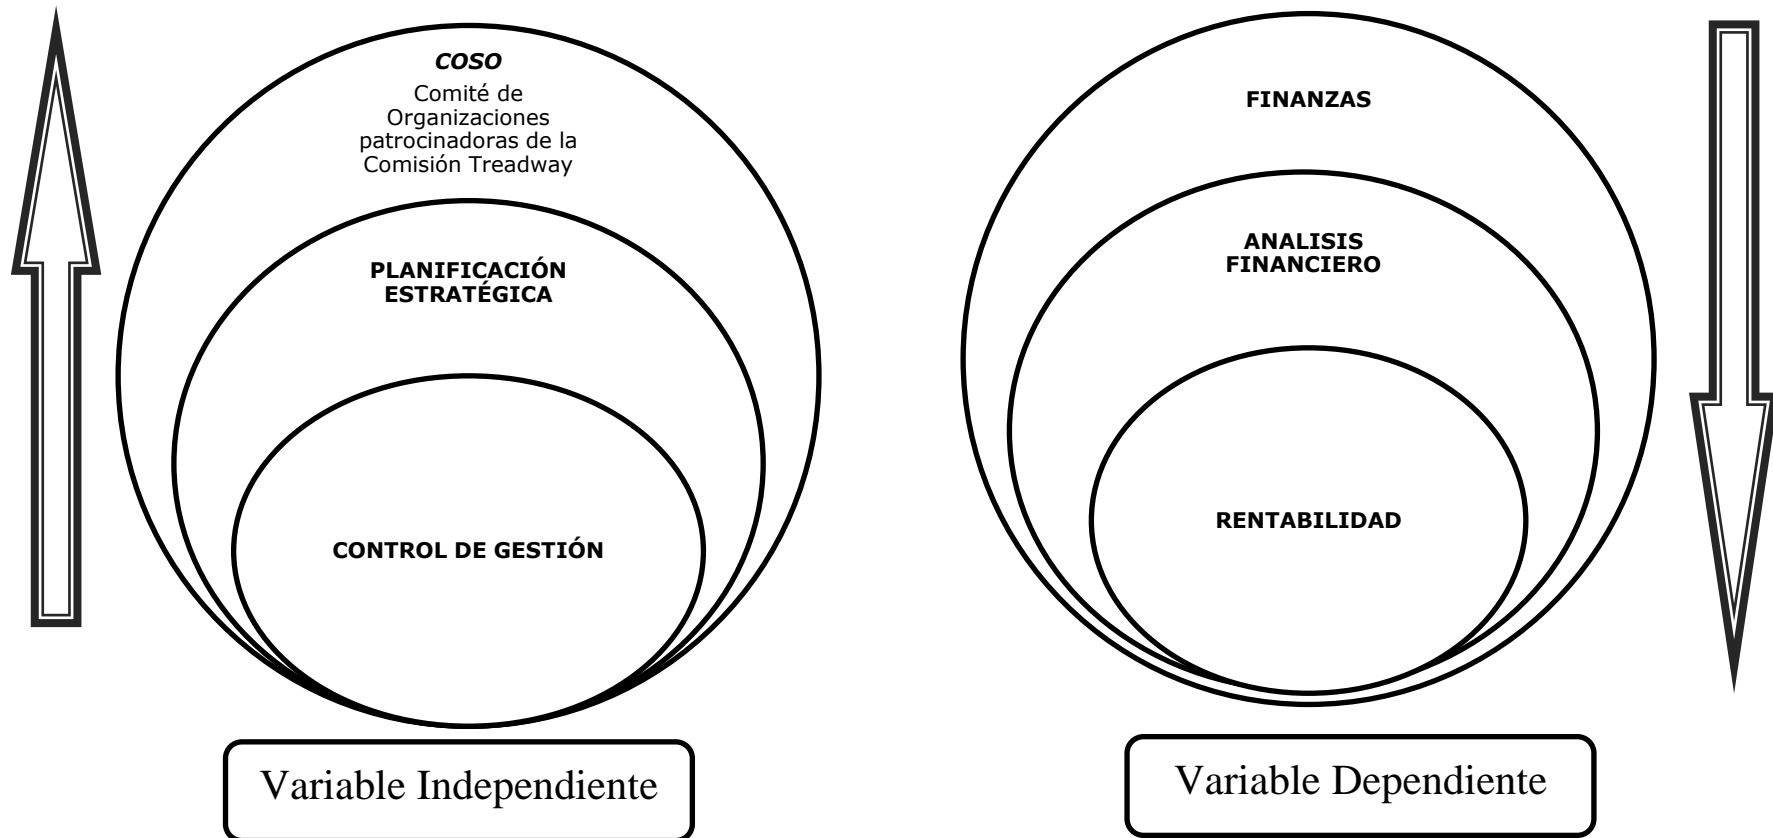 COSO
Comité de
Organizaciones
patrocinadoras de la
Comisión Treadway
PLANIFICACIÓN
ESTRATÉGICA
CONTROL DE GESTIÓN
Variable Independiente
FINANZAS
ANALISIS
FINANCIERO
RENTABILIDAD
Variable Dependiente